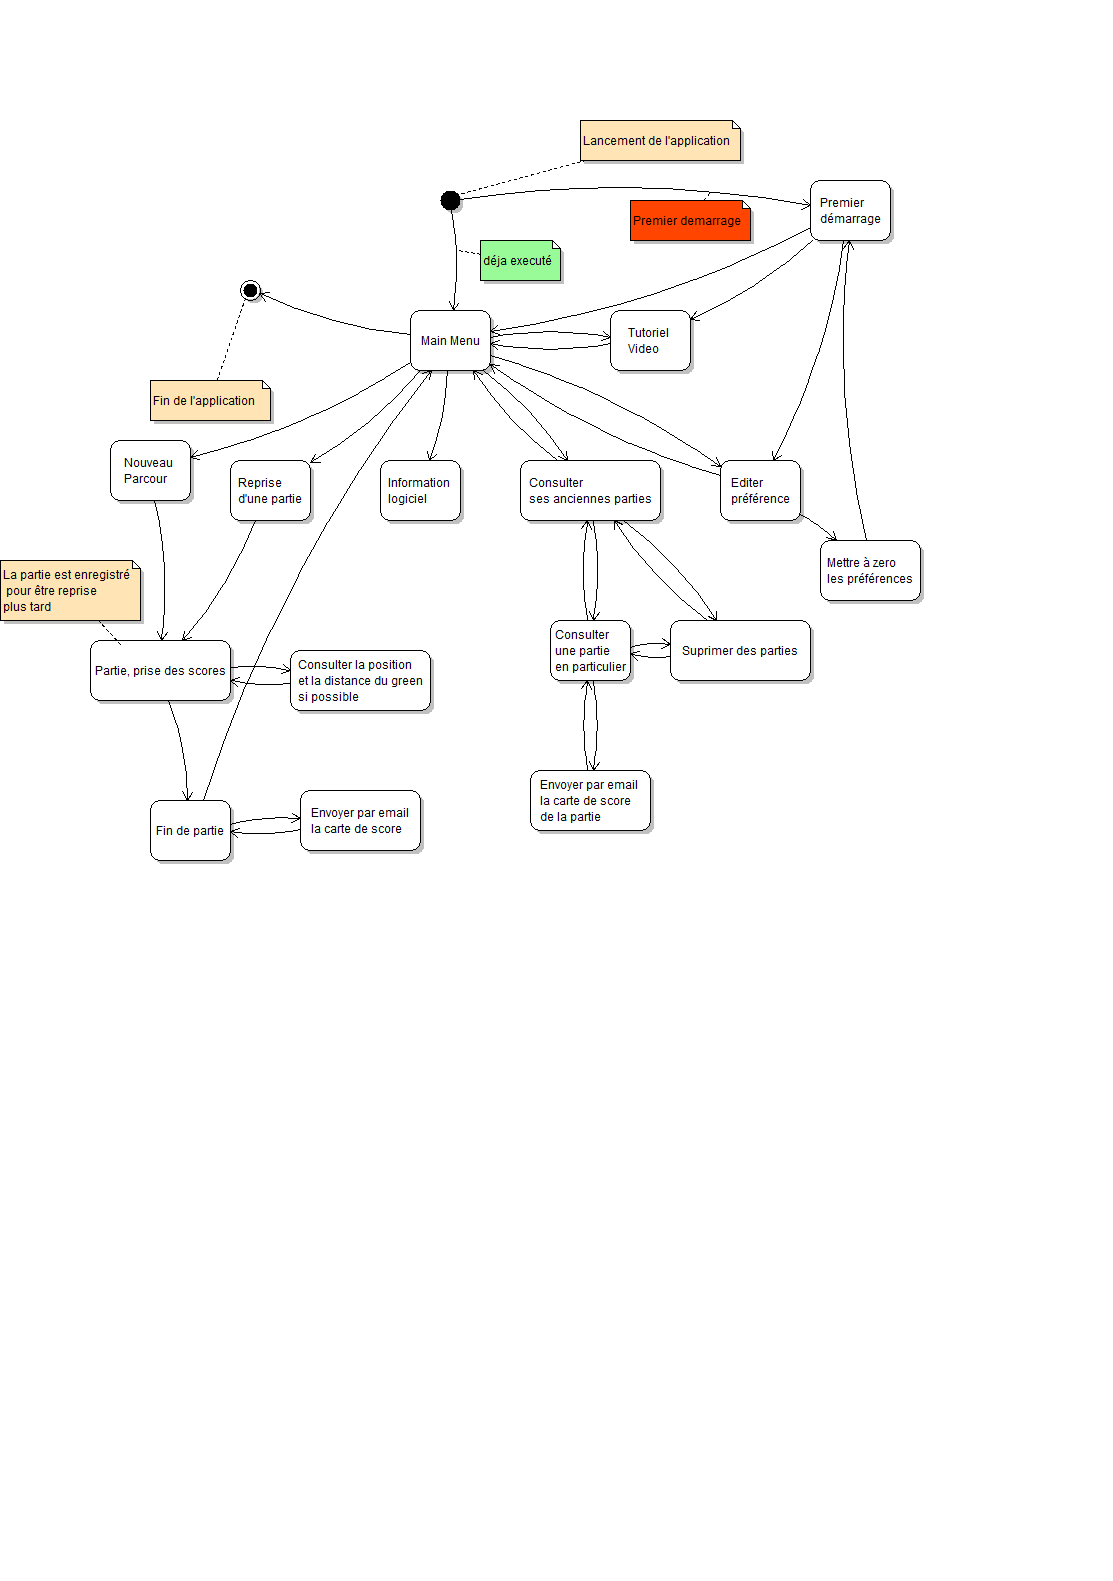 Lancement de l'application
Premier
démarrage
Premier demarrage
déja executé
Main Menu
Tutoriel
Video
Fin de l'application
Nouveau
Parcour
Reprise
d'une partie
Information
logiciel
Consulter
ses anciennes parties
Editer
préférence
Mettre à zero
les préférences
La partie est enregistré
pour être reprise
plus tard
Partie, prise des scores
Consulter la position
et la distance du green
si possible
Consulter
une partie
en particulier
Suprimer des parties
Envoyer par email
la carte de score
de la partie
Fin de partie
Envoyer par email
la carte de score